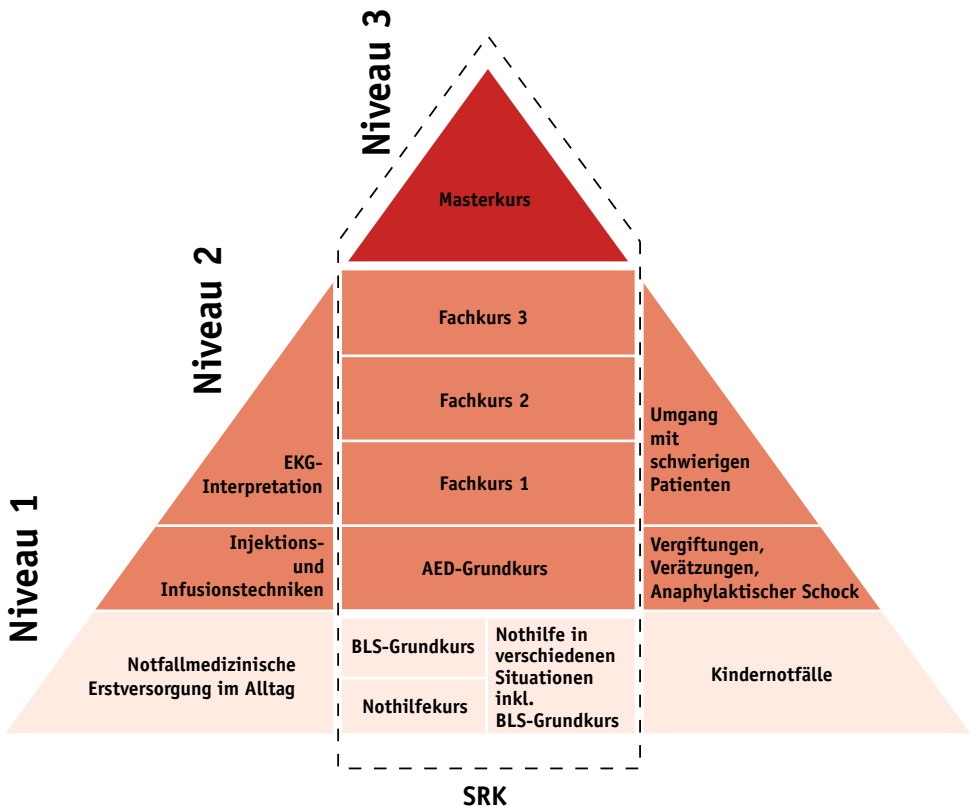 Niveau 3
Masterkurs
Niveau 2
Fachkurs 3
Fachkurs 2
EKG-
Interpretation
Fachkurs 1
Umgang
mit
schwierigen
Patienten
Niveau 1
Injektions-
und
Infusionstechniken
AED-Grundkurs
Vergiftungen,
Verätzungen,
Anaphylaktischer Schock
Notfallmedizinische
Erstversorgung im Alltag
BLS-Grundkurs
Nothilfekurs
Nothilfe in
verschiedenen
Situationen
inkl.
BLS-Grundkurs
Kindernotfälle
SRK